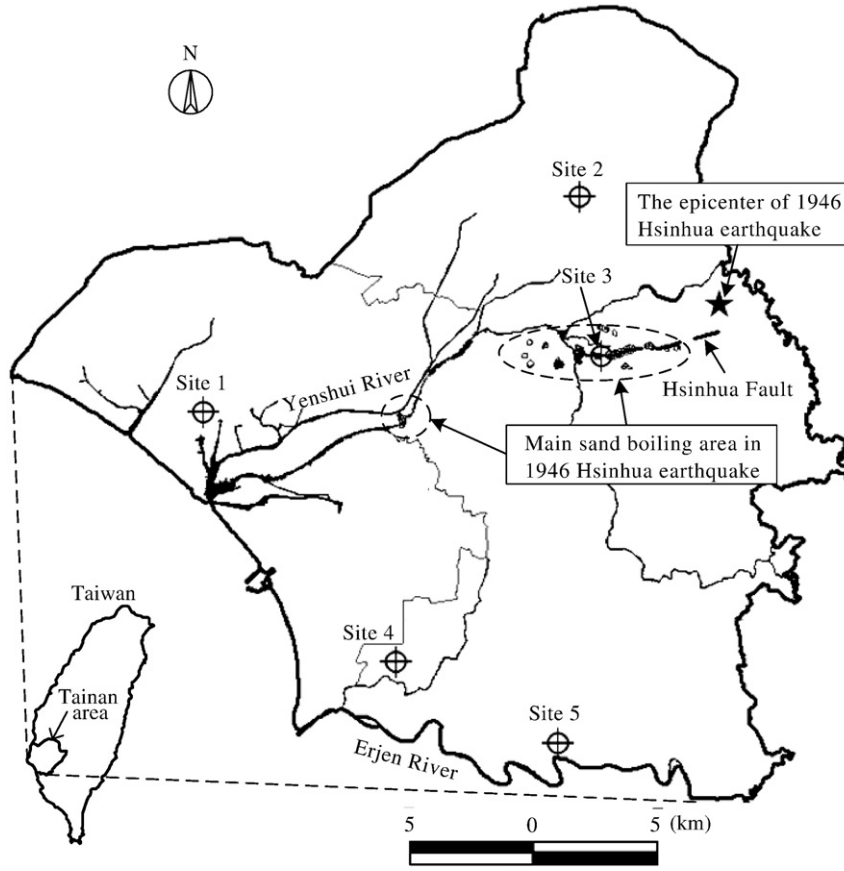 N
Site 2
The epicenter of 1946
Hsinhua earthquake
Site 3
Hsinhua Fault
Site 1
Yenshui River
Main sand boiling area in
1946 Hsinhua earthquake
Taiwan
Tainan
area
Site 4
Site 5
Erjen River
5 0 5 (km)